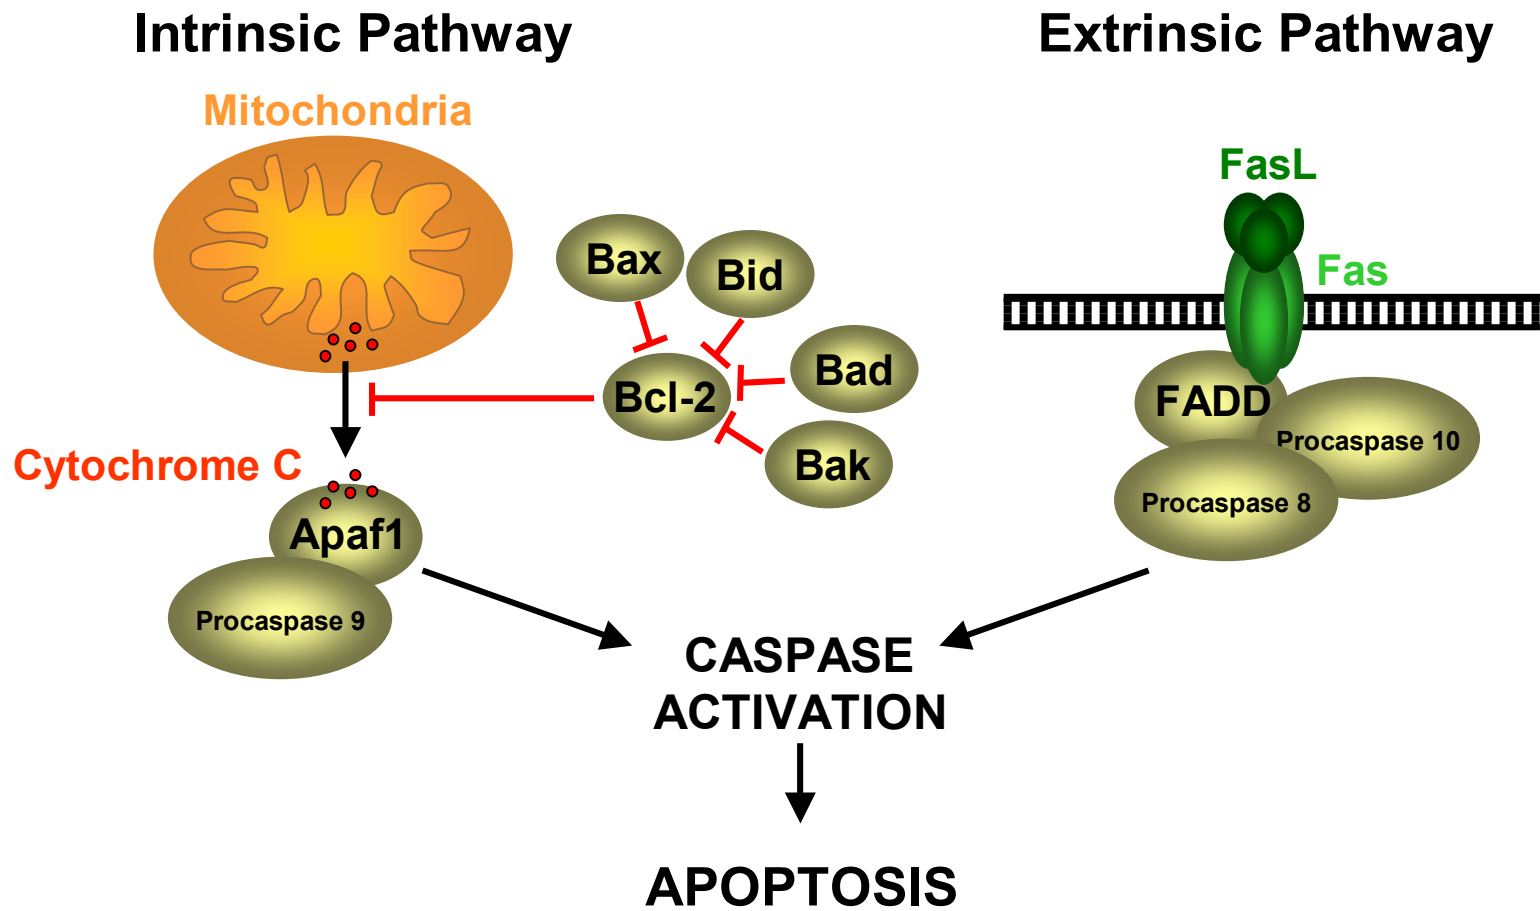 Intrinsic Pathway
Extrinsic Pathway
Mitochondria
FasL
Fas
Bax
Bid
Bad
Bcl-2
Bak
FADD
Procaspase 10
Procaspase 8
Cytochrome C
Apaf1
Procaspase 9
CASPASE
ACTIVATION
APOPTOSIS